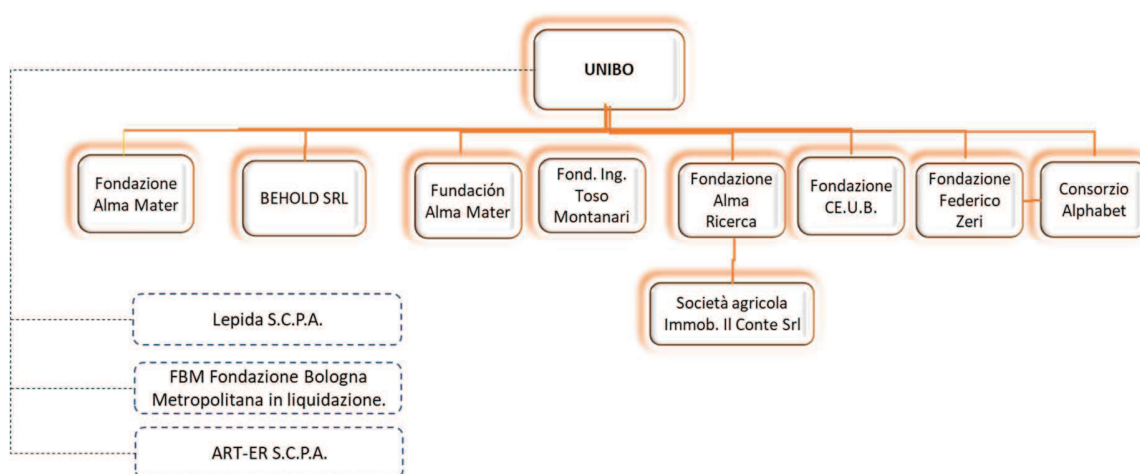 UNIBO
Fondazione
Alma Mater
BEHOLD SRL
Fundación
Alma Mater
Fond. Ing.
Toso
Montanari
Fondazione
Alma
Ricerca
Fondazione
CE.U.B.
Fondazione
Federico
Zeri
Consorzio
Alphabet
Società agricola
Immob. Il Conte Srl
Lepida S.C.P.A.
FBM Fondazione Bologna
Metropolitana in liquidazione.
ART-ER S.C.P.A.